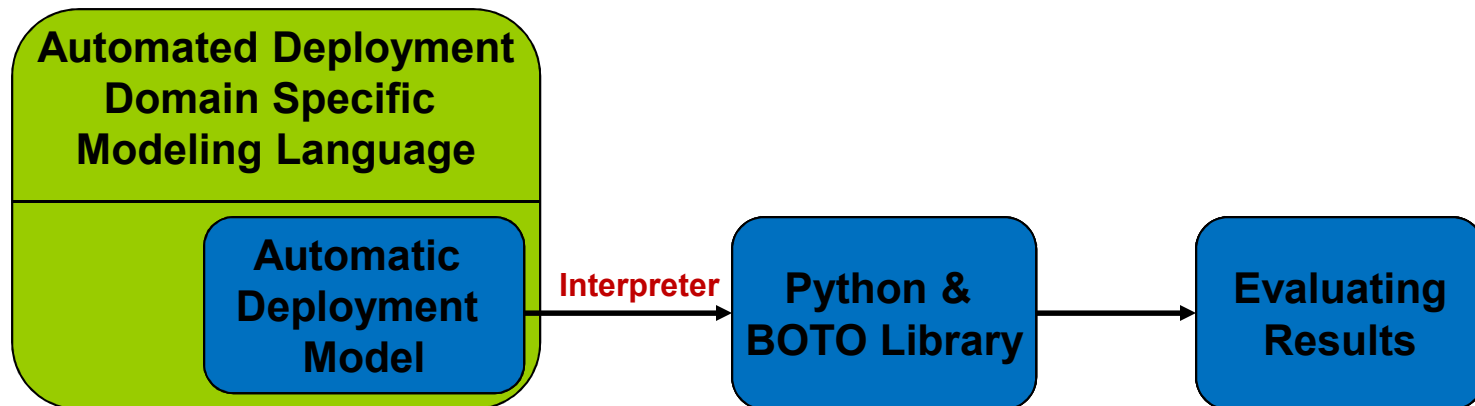 Automated Deployment
Domain Specific
Modeling Language
Automatic
Deployment
Model
Interpreter
Python &
BOTO Library
Evaluating
Results